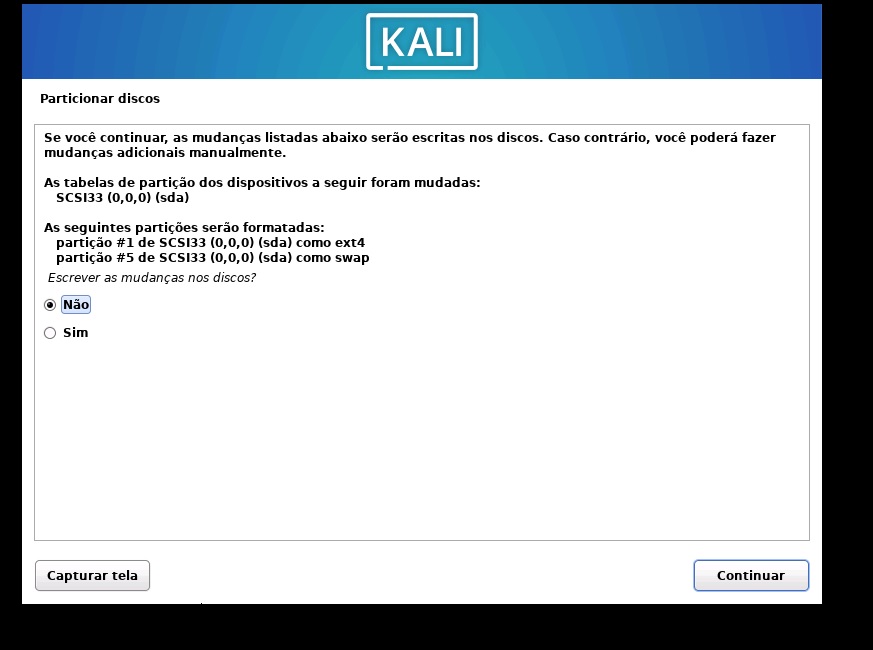 KALI
Particionar discos
Se você continuar, as mudanças listadas abaixo serão escritas nos discos. Caso contrário, você poderá fazer
mudanças adicionais manualmente.
As tabelas de partição dos dispositivos a seguir foram mudadas:
SCSI33 (0,0,0) (sda)
As seguintes partições serão formatadas:
partição #1 de SCSI33 (0,0,0) (sda) como ext4
partição #5 de SCSI33 (0,0,0) (sda) como swap
Escrever as mudanças nos discos?
Não
Sim
Capturar tela
Continuar